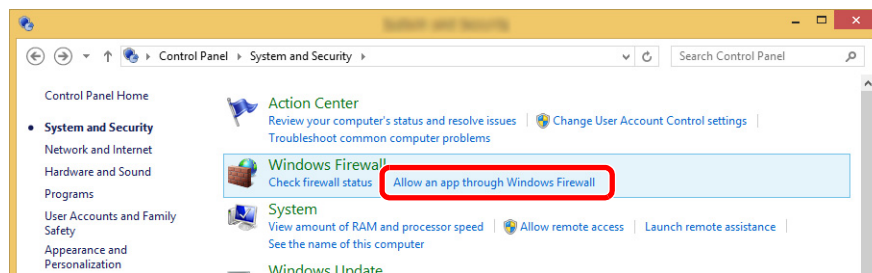 System and Security
Control Panel ▸ System and Security ▸
Search Control Panel
Control Panel Home
System and Security
Network and Internet
Hardware and Sound
Programs
User Accounts and Family
Safety
Appearance and
Personalization
Action Center
Review your computer's status and resolve issues Change User Account Control settings
Troubleshoot common computer problems
Windows Firewall
Check firewall status Allow an app through Windows Firewall
System
View amount of RAM and processor speed Allow remote access Launch remote assistance
See the name of this computer
Windows Update